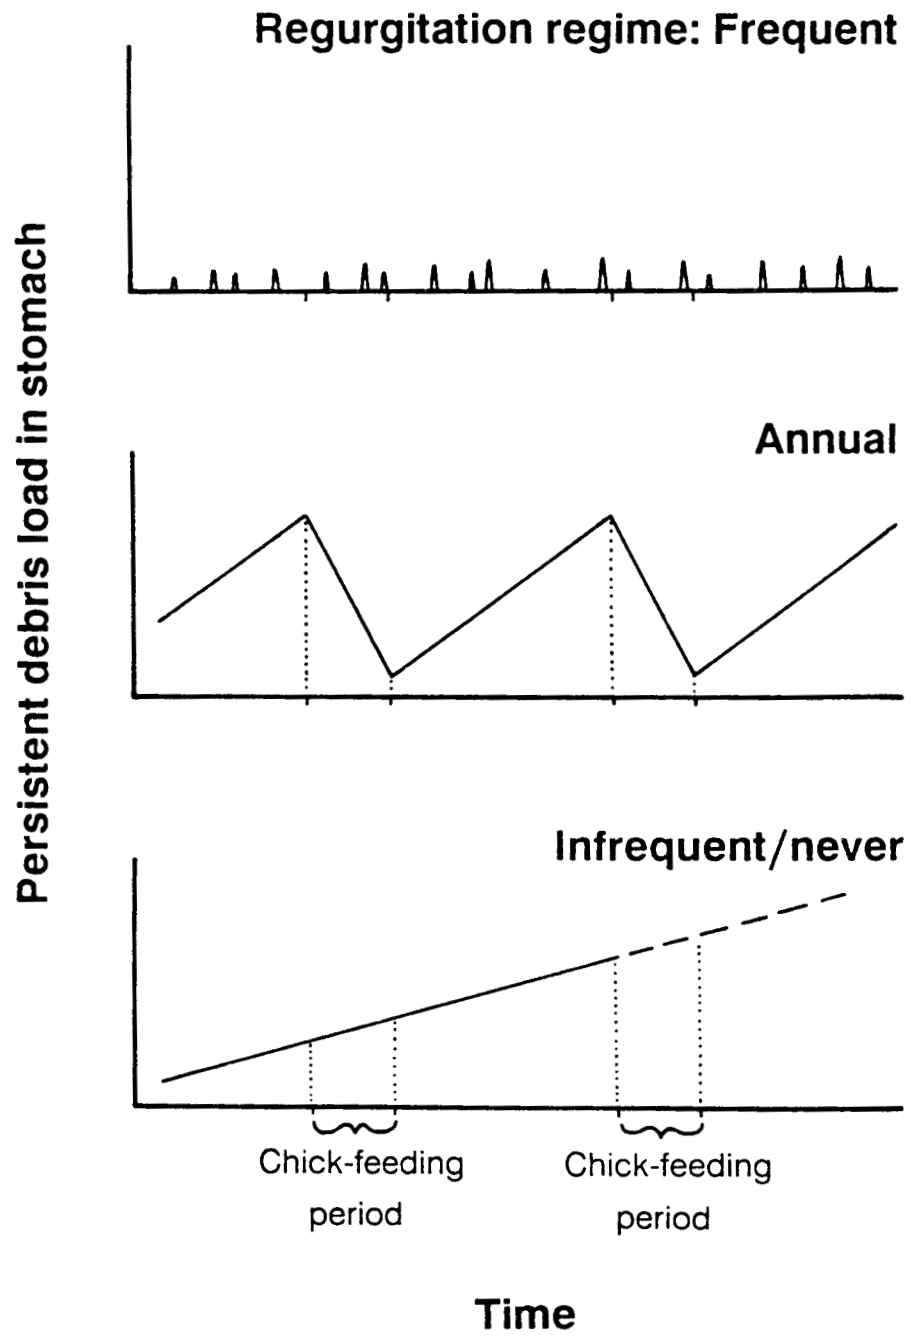 Regurgitation regime: Frequent
Persistent debris load in stomach
Annual
Infrequent/never
Chick-feeding
period
Chick-feeding
period
Time